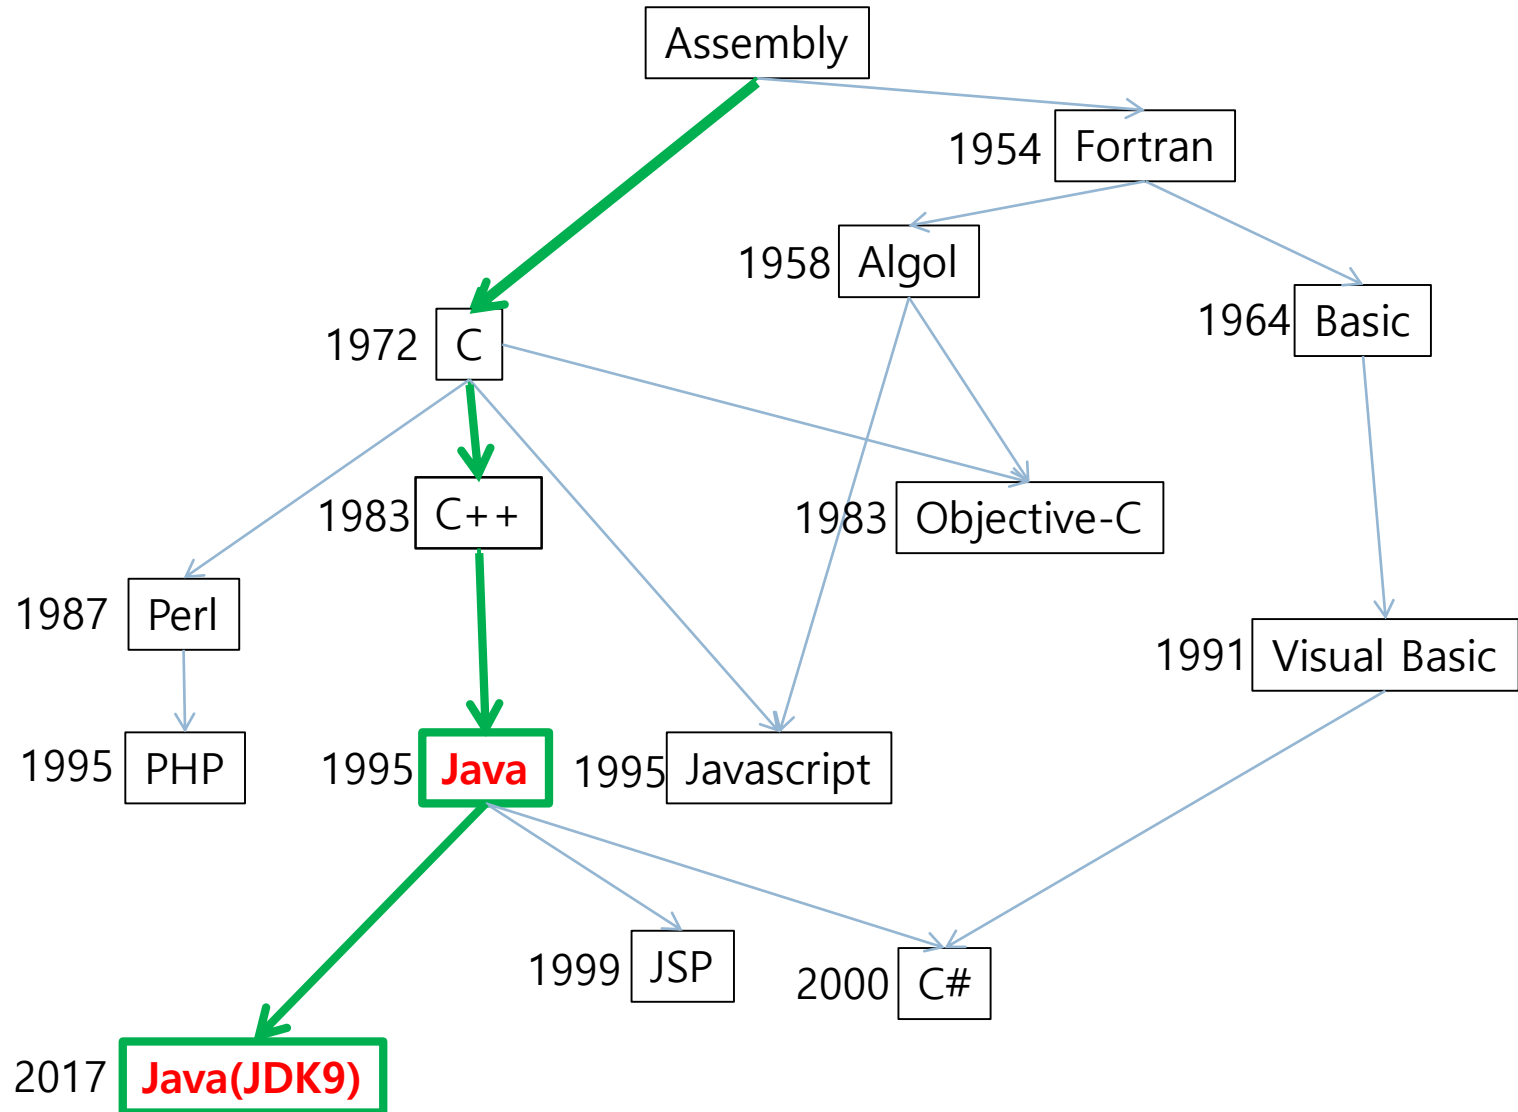 Assembly
1954 Fortran
1958 Algol
1964 Basic
1972 C
1983 C++
1983 Objective-C
1987 Perl
1991 Visual Basic
1995 PHP
1995 Java
1995 Javascript
1999 JSP
2000 C#
2017 Java(JDK9)